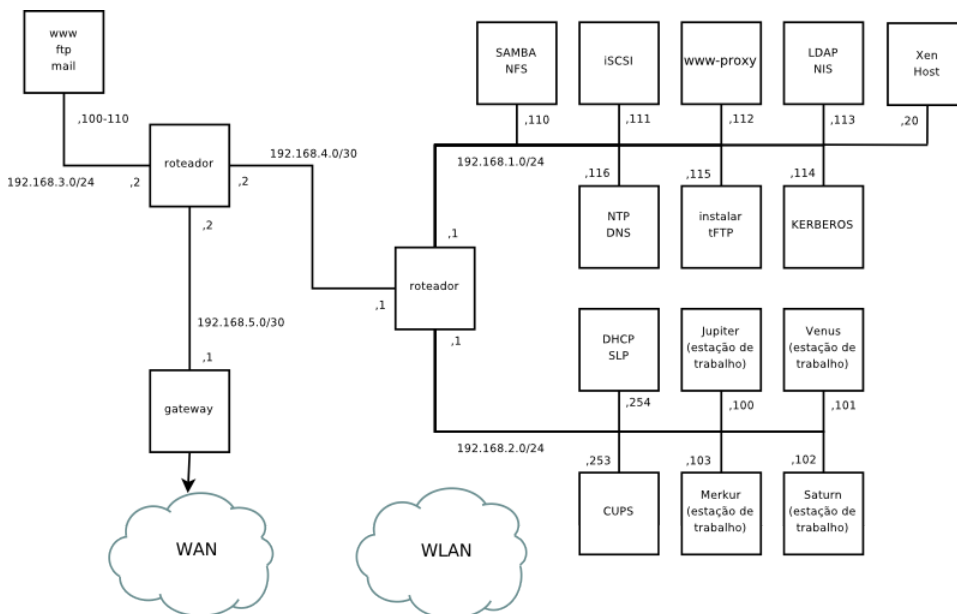 www
ftp
mail
,100-110
192.168.3.0/24
,2
roteador
,2
,2
192.168.4.0/30
192.168.5.0/30
,1
gateway
WAN
WLAN
,1
roteador
,1
,1
SAMBA
NFS
iSCSI
www-proxy
LDAP
NIS
Xen
Host
,110
,111
,112
,113
,20
192.168.1.0/24
,116
,115
,114
NTP
DNS
instalar
tFTP
KERBEROS
DHCP
SLP
Jupiter
(estação de
trabalho)
Venus
(estação de
trabalho)
,254
,100
,101
192.168.2.0/24
,253
,103
,102
CUPS
Merkur
(estação de
trabalho)
Saturn
(estação de
trabalho)